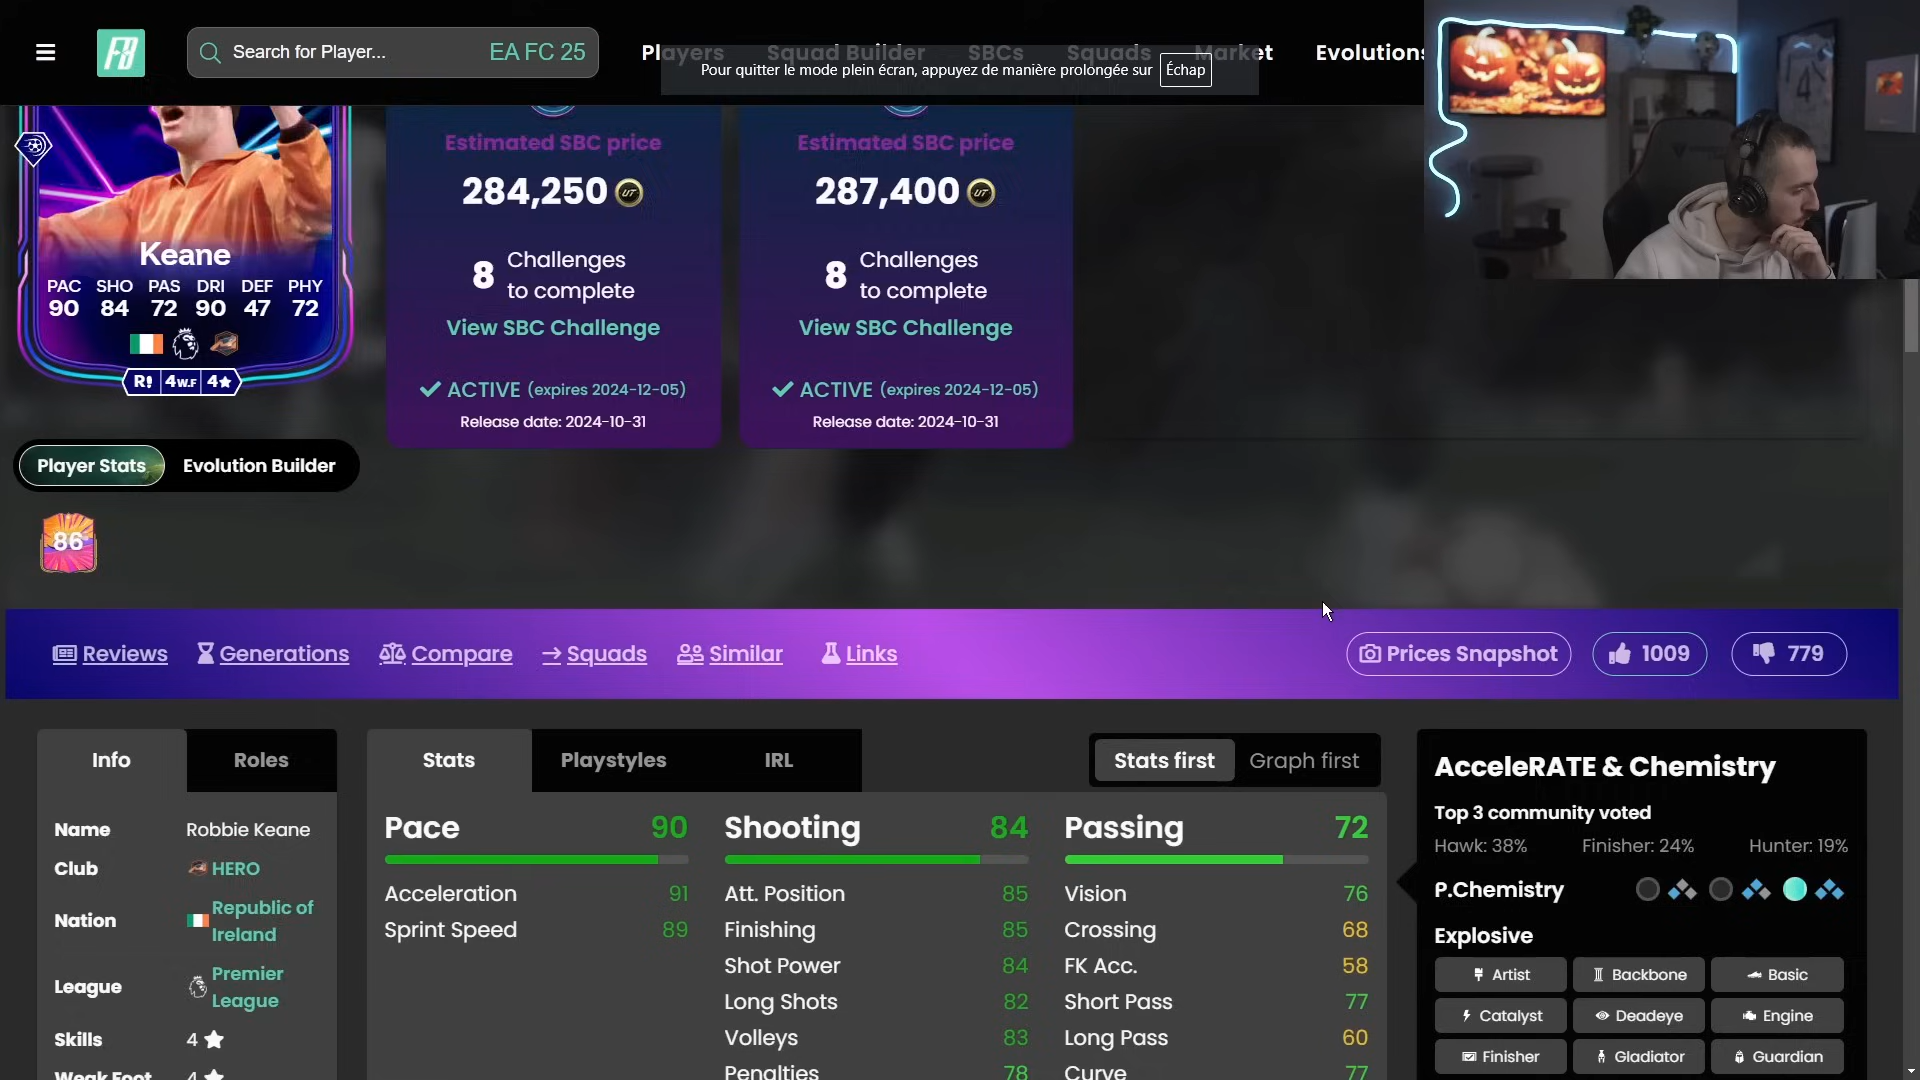 Search for Player... EA FC 25
Players Squad Builder SBCs Squads Market Evolutions
Pour quitter le mode plein écran, appuyez de manière prolongée sur Échap
Keane
PAC SHO PAS DRI DEF PHY
90 84 72 90 47 72
4W.F 4★
Estimated SBC price
284,250
8 Challenges
to complete
View SBC Challenge
ACTIVE (expires 2024-12-05)
Release date: 2024-10-31
Estimated SBC price
287,400
8 Challenges
to complete
View SBC Challenge
ACTIVE (expires 2024-12-05)
Release date: 2024-10-31
Player Stats Evolution Builder
86
Reviews Generations Compare Squads Similar Links
Prices Snapshot 1009 779
Info Roles
Name Robbie Keane
Club HERO
Nation Republic of
Ireland
League Premier
League
Skills 4★
Weak Foot 4★
Stats Playstyles IRL
Stats first Graph first
Pace 90
Acceleration 91
Sprint Speed 89
Shooting 84
Att. Position 85
Finishing 85
Shot Power 84
Long Shots 82
Volleys 83
Penalties 78
Passing 72
Vision 76
Crossing 68
FK Acc. 58
Short Pass 77
Long Pass 60
Curve 77
AcceleRATE & Chemistry
Top 3 community voted
Hawk: 38% Finisher: 24% Hunter: 19%
P.Chemistry
Explosive
Artist Backbone Basic
Catalyst Deadeye Engine
Finisher Gladiator Guardian